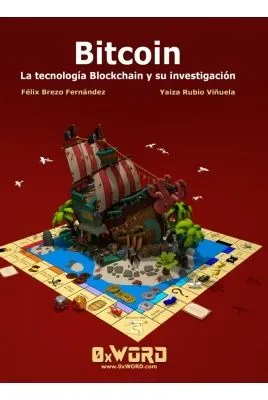 Bitcoin
La tecnología Blockchain y su investigación
Félix Brezo Fernández Yaiza Rubio Viñuela
0xWORD
www.0xWORD.com